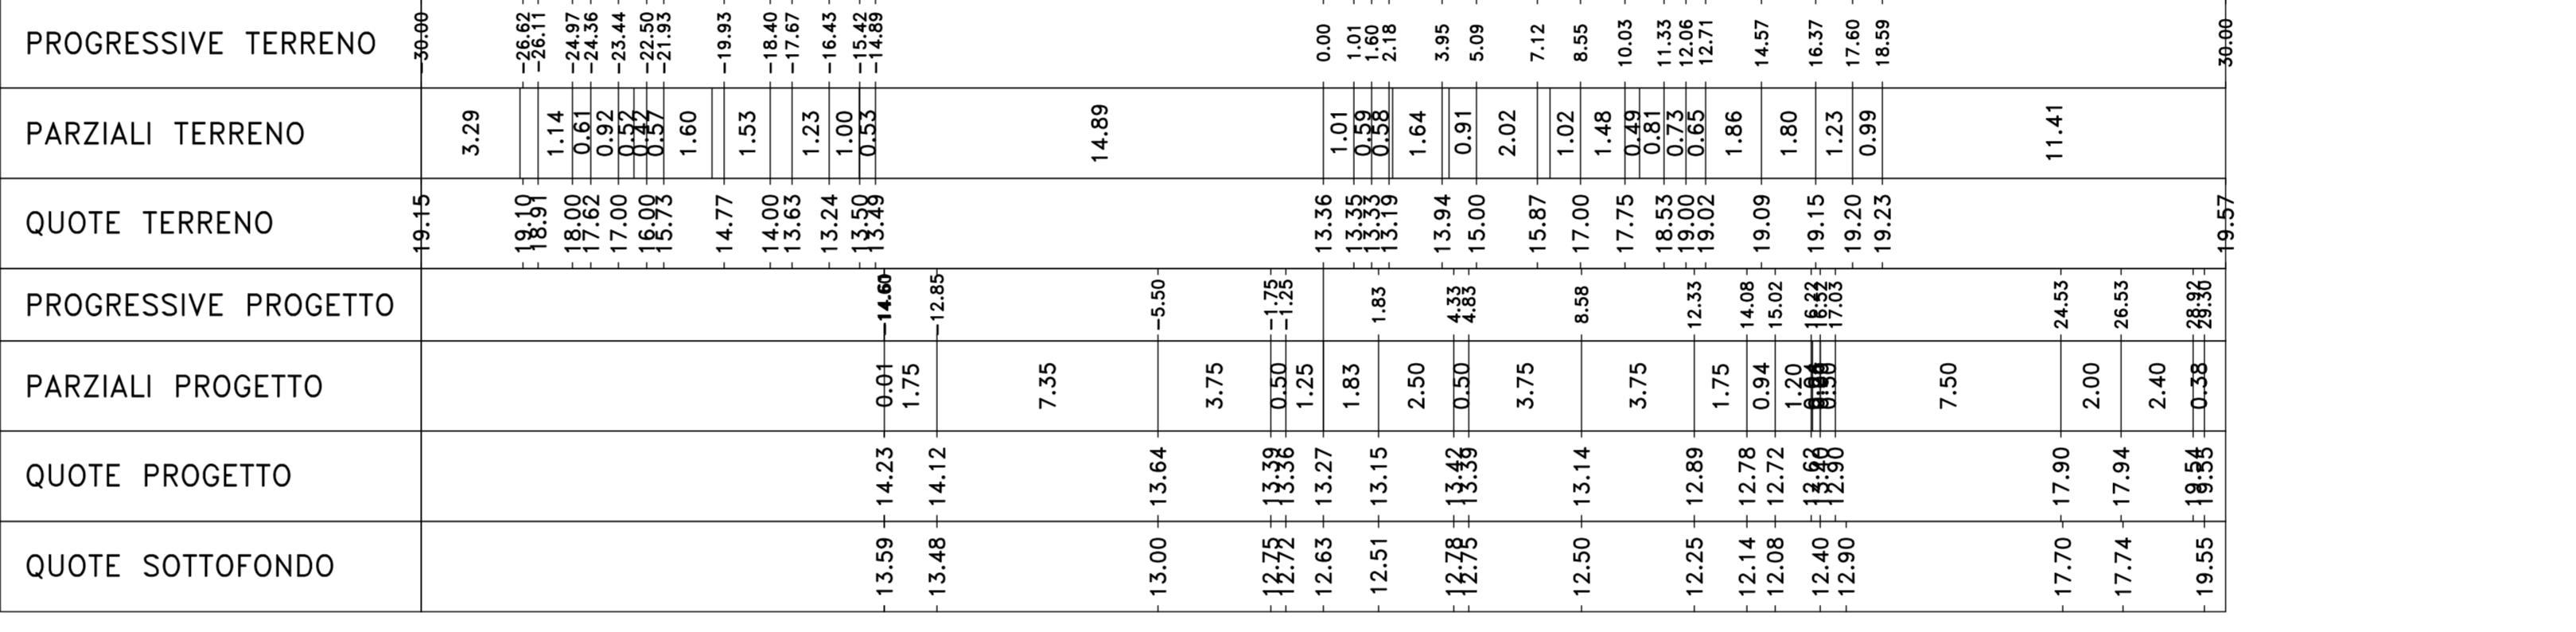 PROGRESSIVE TERRENO -30.00 -26.62 -26.11 -24.97 -24.36 -23.44 -22.50 -21.93 -19.93 -18.40 -17.67 -16.43 -15.42 -14.89 0.00 1.01 1.60 2.18 3.95 5.09 7.12 8.55 10.03 11.33 12.06 12.71 14.57 16.37 17.60 18.59 30.00
PARZIALI TERRENO 3.29 1.14 0.61 0.92 0.52 0.42 0.57 1.60 1.53 1.23 1.00 0.53 14.89 1.01 0.59 0.58 1.64 0.91 2.02 1.02 1.48 0.49 0.81 0.73 0.65 1.86 1.80 1.23 0.99 11.41
QUOTE TERRENO 19.15 19.10 18.91 18.00 17.62 17.00 16.00 15.73 14.77 14.00 13.63 13.24 13.50 13.49 13.36 13.35 13.33 13.19 13.94 15.00 15.87 17.00 17.75 18.53 19.00 19.02 19.09 19.15 19.20 19.23 19.57
PROGRESSIVE PROGETTO -14.60 -12.85 -5.50 -1.75 -1.25 1.83 4.33 4.83 8.58 12.33 14.08 15.02 16.22 16.52 17.03 24.53 26.53 28.92 29.30
PARZIALI PROGETTO 0.01 1.75 7.35 3.75 0.50 1.25 1.83 2.50 0.50 3.75 3.75 1.75 0.94 1.20 0.50 7.50 2.00 2.40 0.38
QUOTE PROGETTO 14.23 14.12 13.64 13.39 13.36 13.27 13.15 13.42 13.39 13.14 12.89 12.78 12.72 12.62 12.90 17.90 17.94 19.54 19.55
QUOTE SOTTOFONDO 13.59 13.48 13.00 12.75 12.72 12.63 12.51 12.78 12.75 12.50 12.25 12.14 12.08 12.40 12.90 17.70 17.74 19.55